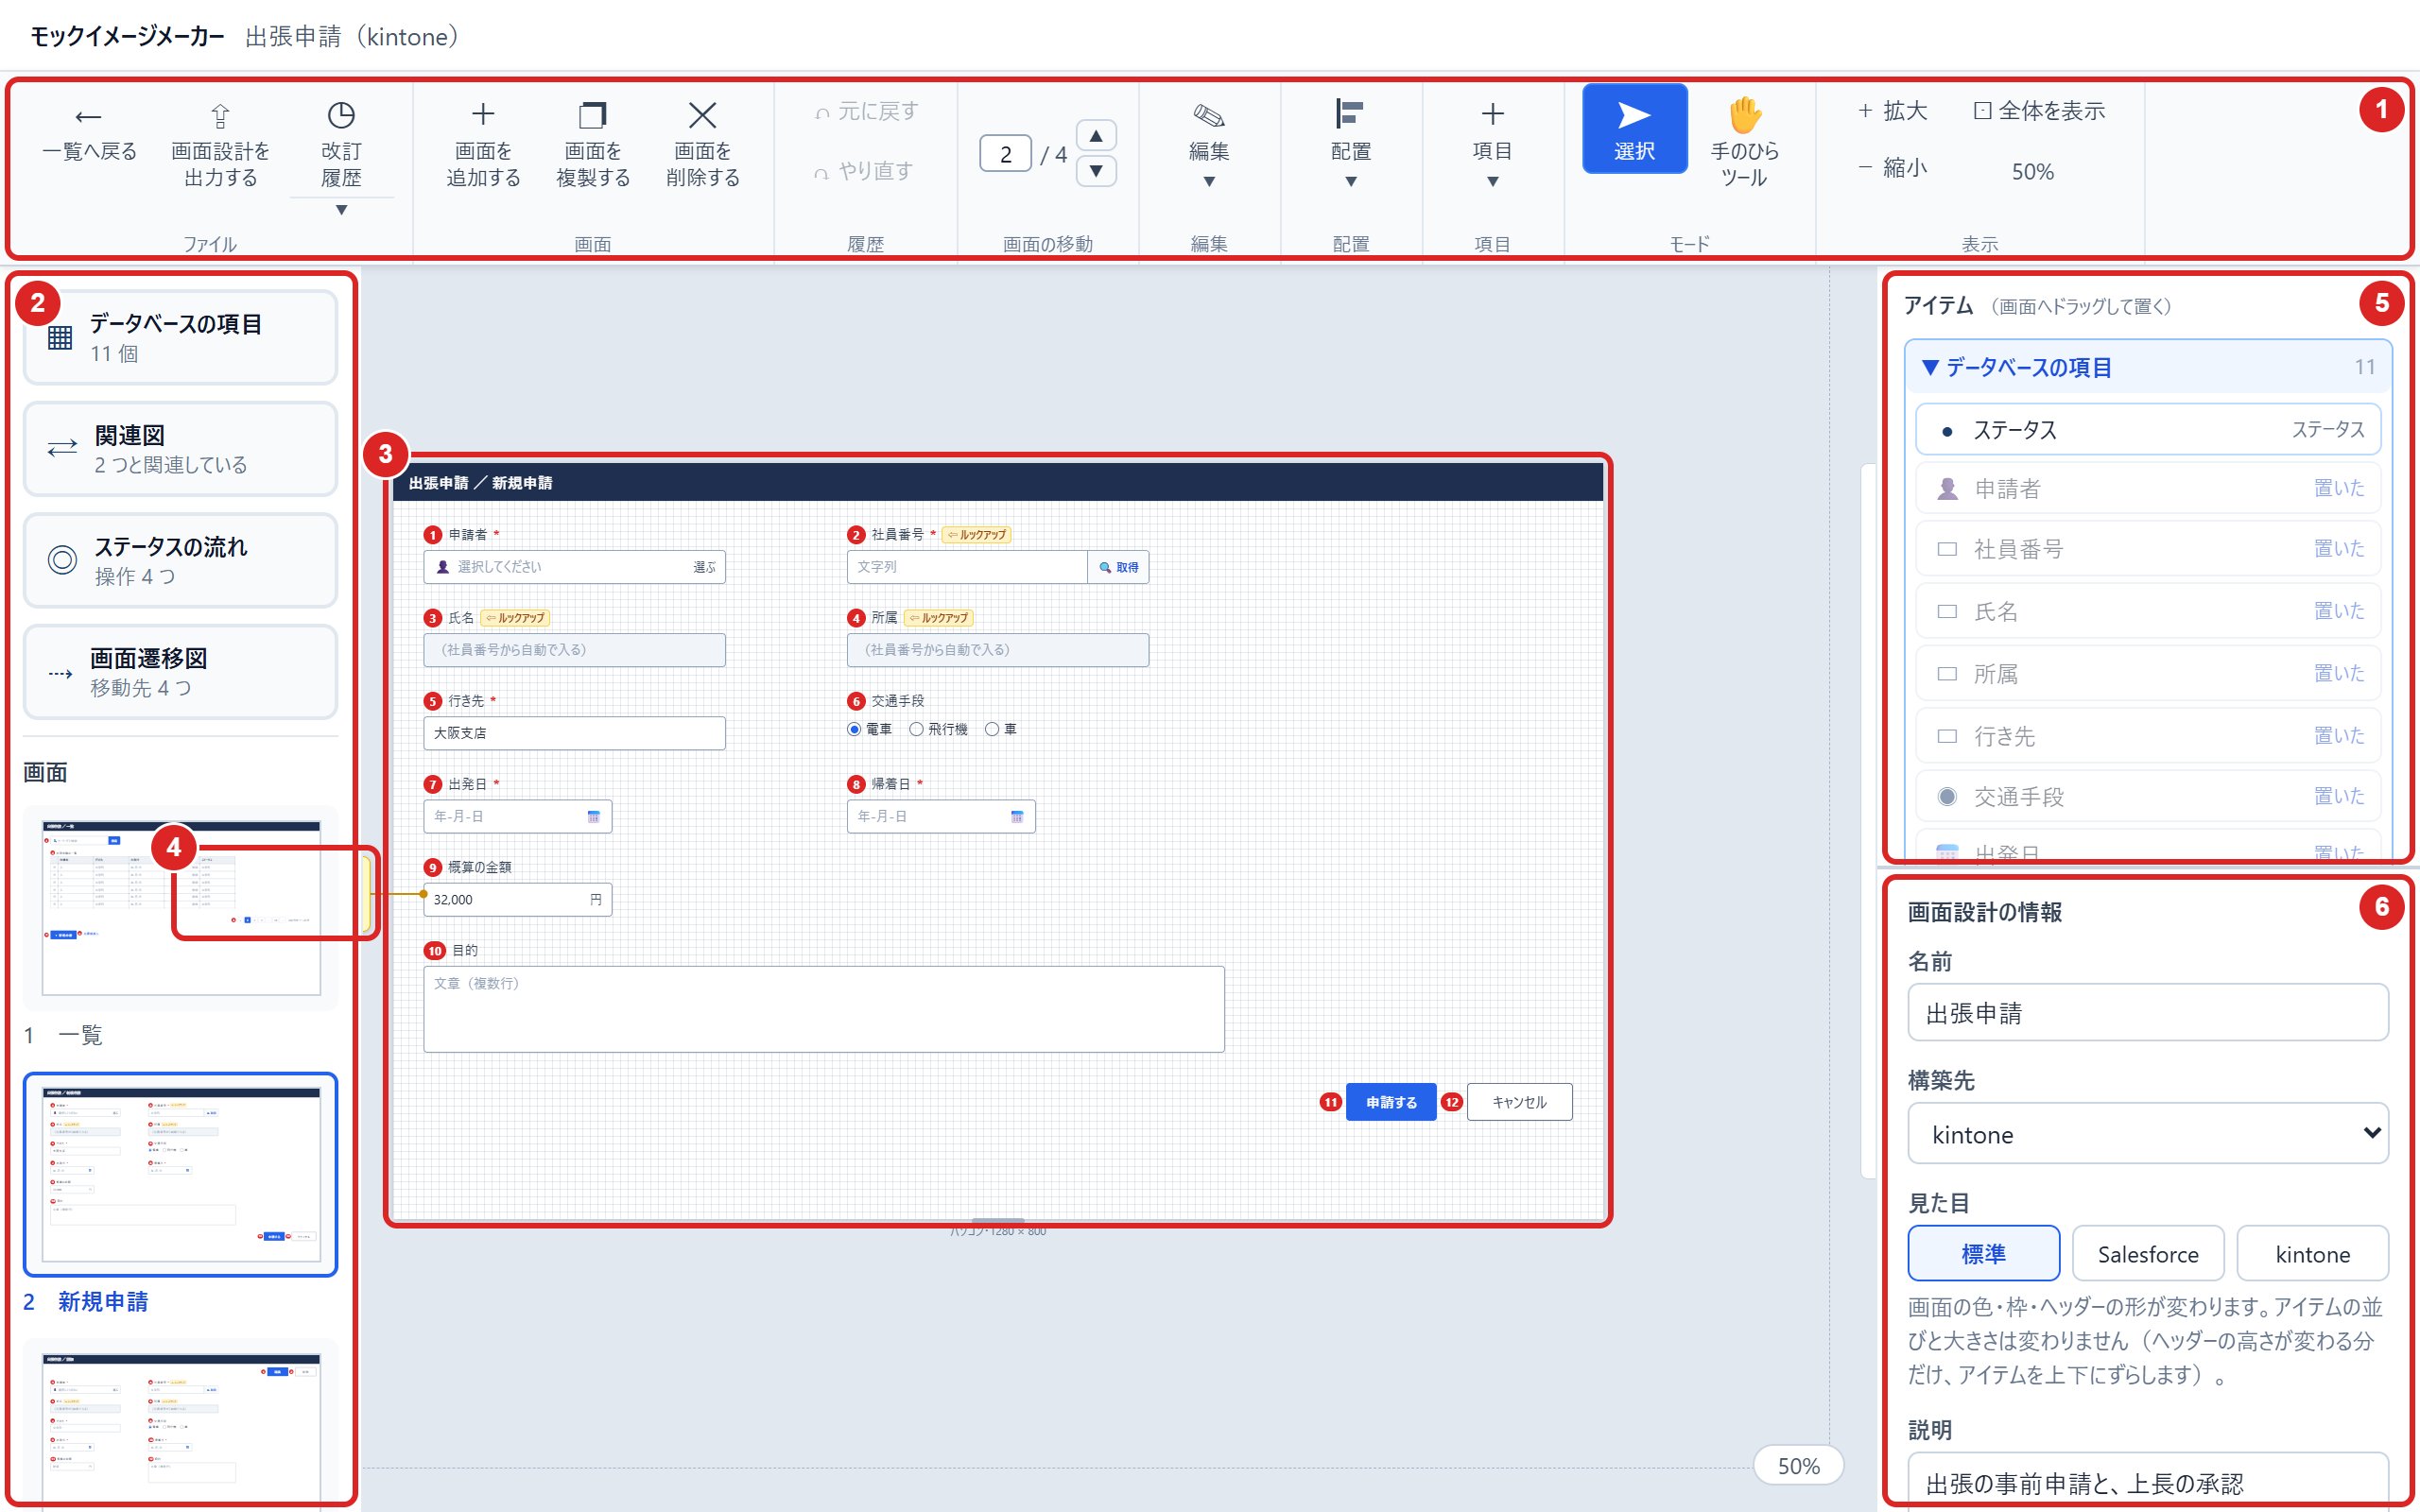 モックイメージメーカー 出張申請（kintone）
1
← 一覧へ戻る
画面設計を
出力する
改訂
履歴
▼
ファイル
画面を
追加する
画面を
複製する
画面を
削除する
画面
元に戻す
やり直す
履歴
2 / 4 ▲
▼
画面の移動
編集
▼
編集
配置
▼
配置
項目
▼
項目
選択
手のひら
ツール
モード
+ 拡大 全体を表示
− 縮小 50%
表示
2
データベースの項目
11 個
関連図
2 つと関連している
ステータスの流れ
操作 4 つ
画面遷移図
移動先 4 つ
画面
4
1 一覧
2 新規申請
3
出張申請 ／ 新規申請
1 申請者 *
選択してください 選ぶ
2 社員番号 * ⇦ ルックアップ
文字列 取得
3 氏名 ⇦ ルックアップ
（社員番号から自動で入る）
4 所属 ⇦ ルックアップ
（社員番号から自動で入る）
5 行き先 *
大阪支店
6 交通手段
電車 飛行機 車
7 出発日 *
年-月-日
8 帰着日 *
年-月-日
9 概算の金額
32,000 円
10 目的
文章（複数行）
11 申請する 12 キャンセル
パソコン・1280 × 800
50%
5
アイテム （画面へドラッグして置く）
▼ データベースの項目 11
ステータス ステータス
申請者 置いた
社員番号 置いた
氏名 置いた
所属 置いた
行き先 置いた
交通手段 置いた
出発日 置いた
6
画面設計の情報
名前
出張申請
構築先
kintone
見た目
標準 Salesforce kintone
画面の色・枠・ヘッダーの形が変わります。アイテムの並
びと大きさは変わりません（ヘッダーの高さが変わる分
だけ、アイテムを上下にずらします）。
説明
出張の事前申請と、上長の承認